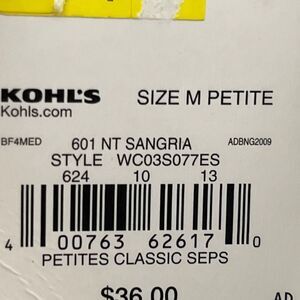 KOHL'S SIZE M PETITE
Kohls.com
BF4MED 601 NT SANGRIA ADBNG2009
STYLE WC03S077ES
624 10 13
4 00763 62617 0
PETITES CLASSIC SEPS
$36.00 AD